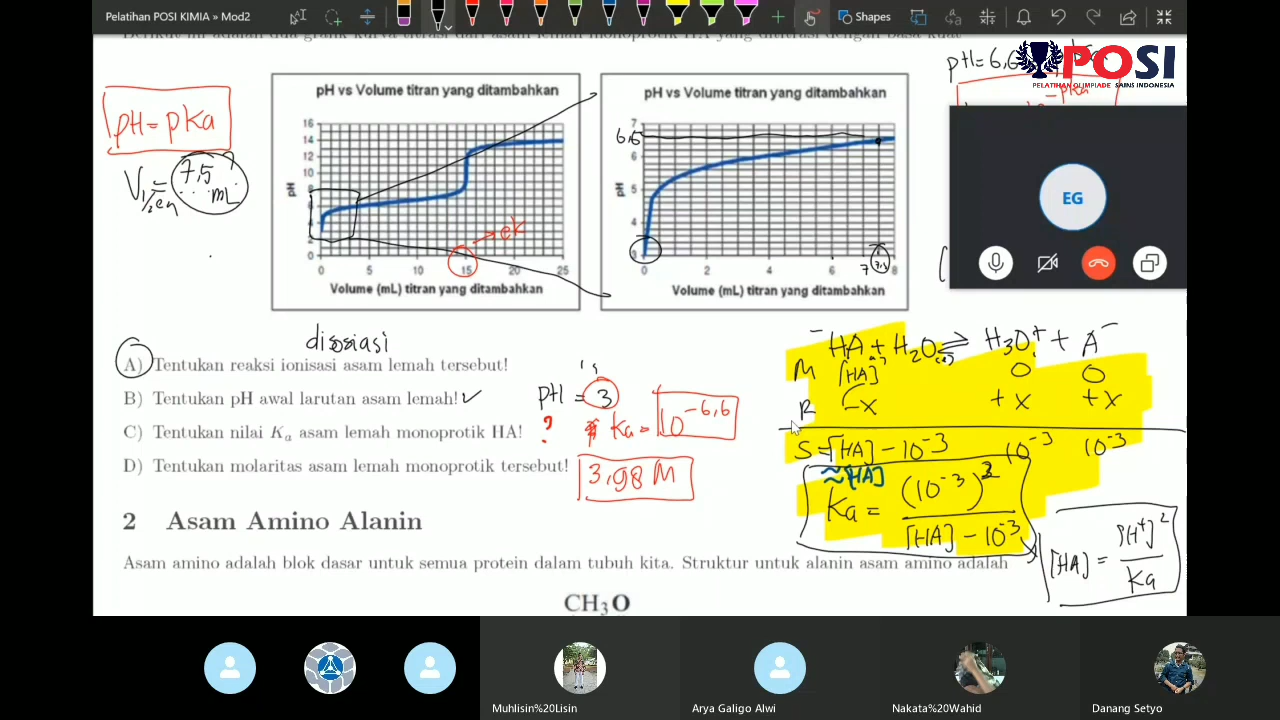 Pelatihan POSI KIMIA » Mod2
Shapes
POSI
PELATIHAN OLIMPIADE SAINS INDONESIA
pH = pKa
V 1/2 en = 7,5 mL
pH vs Volume titran yang ditambahkan
16
14
12
10
8
6
4
2
0
pH
0 5 10 15 20 25
ek
Volume (mL) titran yang ditambahkan
pH vs Volume titran yang ditambahkan
7
6
5
4
3
pH
0 2 4 6 7 8
Volume (mL) titran yang ditambahkan
EG
disosiasi
A) Tentukan reaksi ionisasi asam lemah tersebut!
B) Tentukan pH awal larutan asam lemah!
C) Tentukan nilai Ka asam lemah monoprotik HA!
D) Tentukan molaritas asam lemah monoprotik tersebut!
pH = 3
? Ka = 10^-6,6
3,98 M
HA + H2O ⇌ H3O+ + A-
M [HA] 0 0
R -x +x +x
S = [HA] - 10^-3 10^-3 10^-3
≈[HA]
Ka = (10^-3)^2 / [HA] - 10^-3
[HA] = [H+]^2 / Ka
2 Asam Amino Alanin
Asam amino adalah blok dasar untuk semua protein dalam tubuh kita. Struktur untuk alanin asam amino adalah
CH3O
Muhlisin%20Lisin
Arya Galigo Alwi
Nakata%20Wahid
Danang Setyo